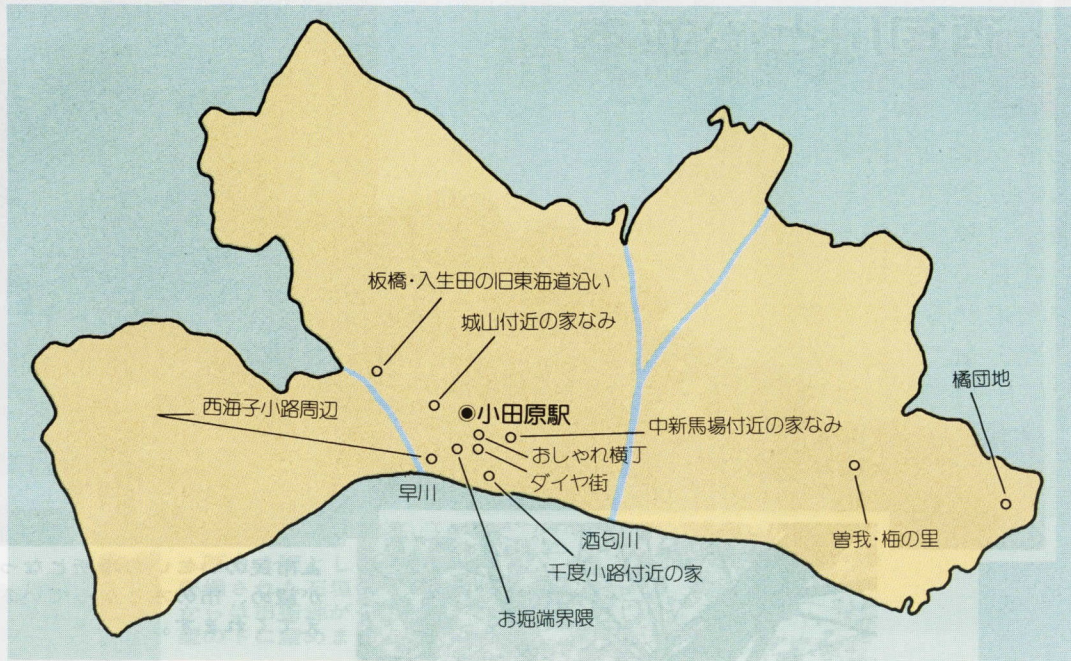 板橋・入生田の旧東海道沿い
城山付近の家なみ
橘団地
西海子小路周辺
小田原駅
中新馬場付近の家なみ
おしゃれ横丁
ダイヤ街
早川
酒匂川
曽我・梅の里
千度小路付近の家
お堀端界隈